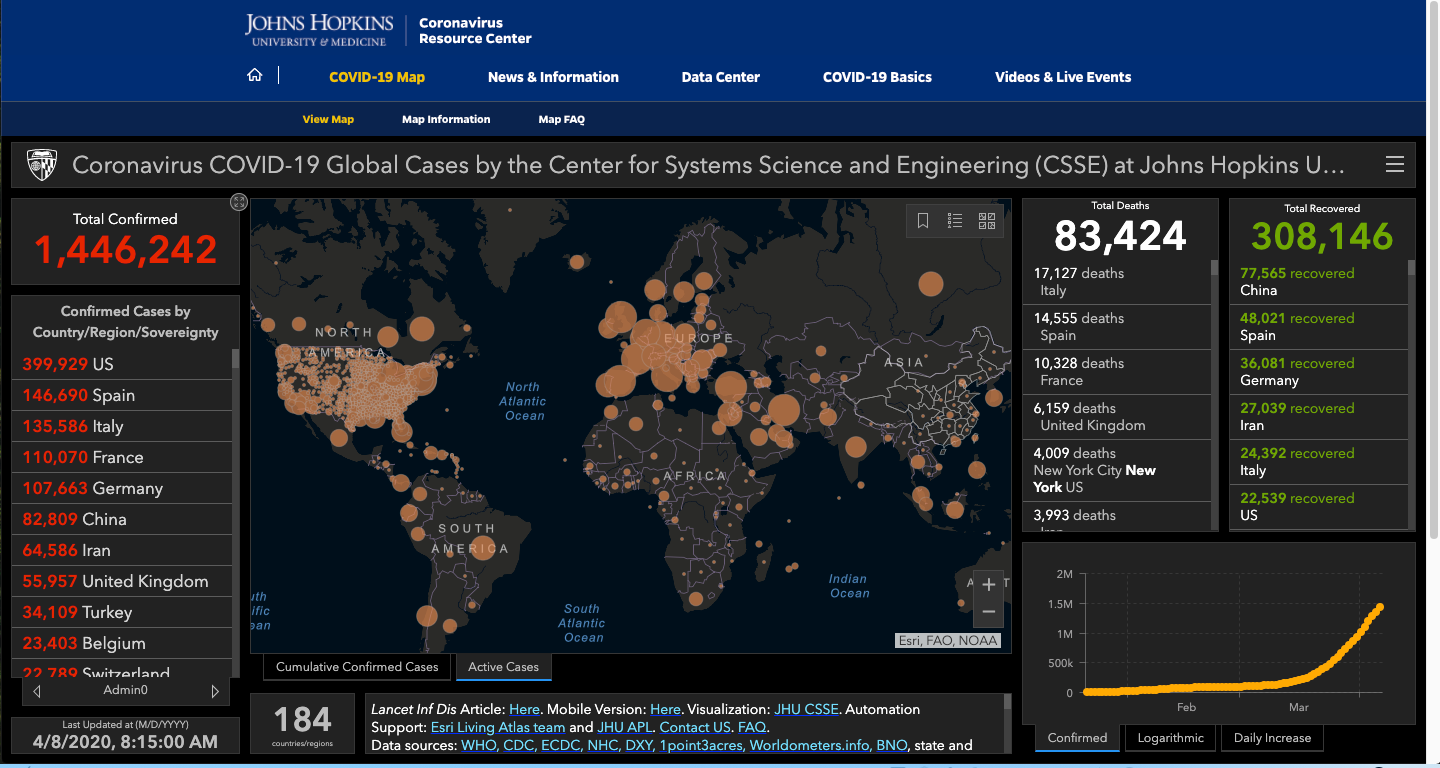 JOHNS HOPKINS
UNIVERSITY & MEDICINE
Coronavirus
Resource Center
COVID-19 Map
News & Information
Data Center
COVID-19 Basics
Videos & Live Events
View Map
Map Information
Map FAQ
Coronavirus COVID-19 Global Cases by the Center for Systems Science and Engineering (CSSE) at Johns Hopkins U...
Total Confirmed
1,446,242
Confirmed Cases by
Country/Region/Sovereignty
399,929 US
146,690 Spain
135,586 Italy
110,070 France
107,663 Germany
82,809 China
64,586 Iran
55,957 United Kingdom
34,109 Turkey
23,403 Belgium
22,789 Switzerland
Admin0
Last Updated at (M/D/YYYY)
4/8/2020, 8:15:00 AM
NORTH
AMERICA
EUROPE
ASIA
North
Atlantic
Ocean
AFRICA
SOUTH
AMERICA
Indian
Ocean
South
Atlantic
Ocean
uth
ific
ean
A
T
+
−
Esri, FAO, NOAA
Cumulative Confirmed Cases
Active Cases
184
countries/regions
Lancet Inf Dis Article: Here. Mobile Version: Here. Visualization: JHU CSSE. Automation
Support: Esri Living Atlas team and JHU APL. Contact US. FAQ.
Data sources: WHO, CDC, ECDC, NHC, DXY, 1point3acres, Worldometers.info, BNO, state and
Total Deaths
83,424
17,127 deaths
Italy
14,555 deaths
Spain
10,328 deaths
France
6,159 deaths
United Kingdom
4,009 deaths
New York City New
York US
3,993 deaths
Iran
Total Recovered
308,146
77,565 recovered
China
48,021 recovered
Spain
36,081 recovered
Germany
27,039 recovered
Iran
24,392 recovered
Italy
22,539 recovered
US
2M
1.5M
1M
500k
0
Feb
Mar
Confirmed
Logarithmic
Daily Increase